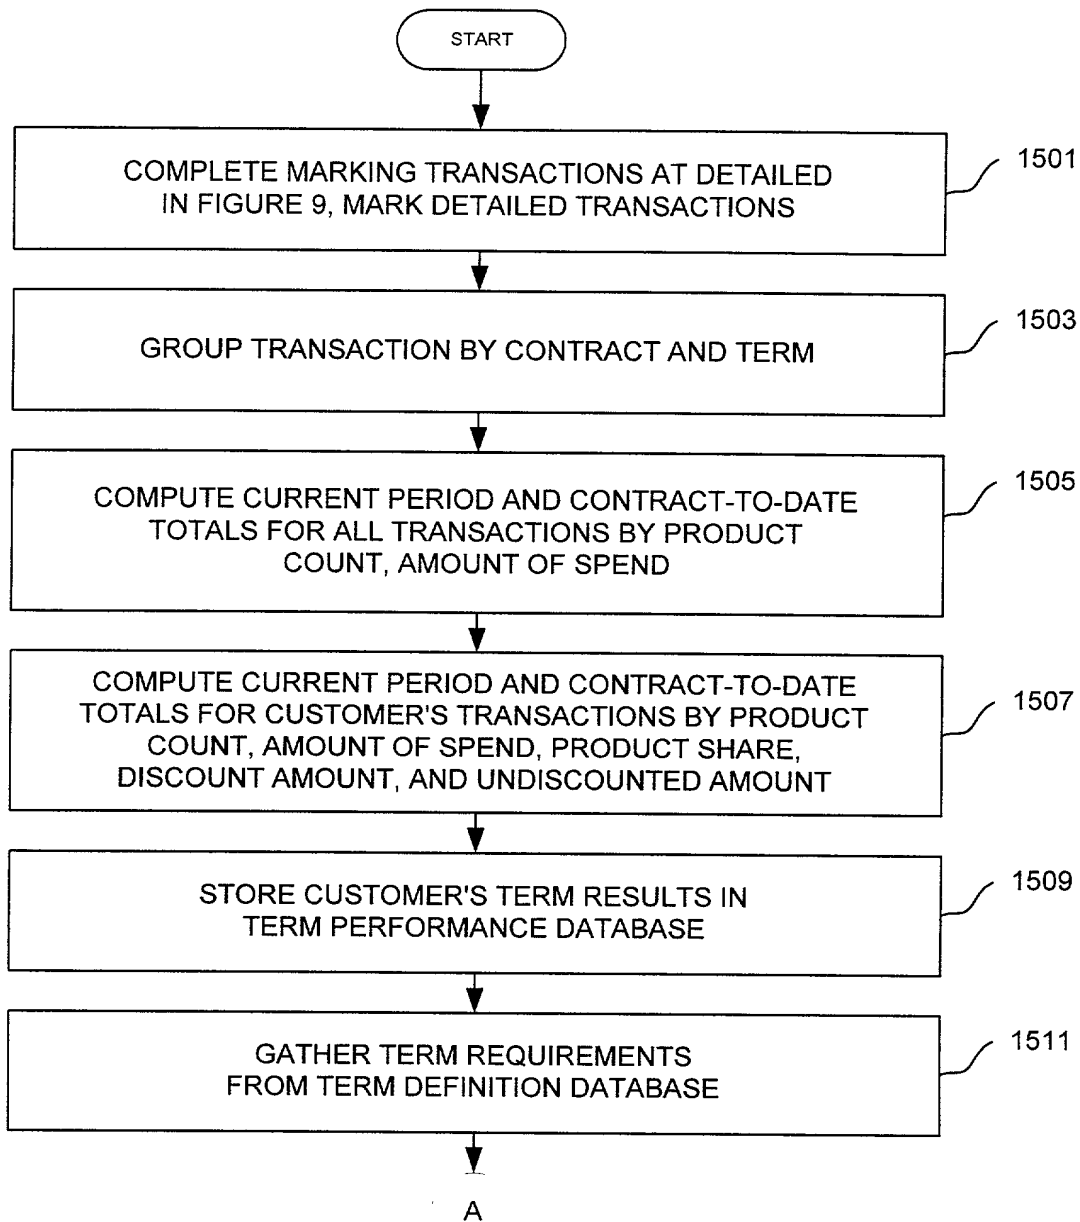 START
COMPLETE MARKING TRANSACTIONS AT DETAILED
IN FIGURE 9, MARK DETAILED TRANSACTIONS
1501
GROUP TRANSACTION BY CONTRACT AND TERM
1503
COMPUTE CURRENT PERIOD AND CONTRACT-TO-DATE
TOTALS FOR ALL TRANSACTIONS BY PRODUCT
COUNT, AMOUNT OF SPEND
1505
COMPUTE CURRENT PERIOD AND CONTRACT-TO-DATE
TOTALS FOR CUSTOMER'S TRANSACTIONS BY PRODUCT
COUNT, AMOUNT OF SPEND, PRODUCT SHARE,
DISCOUNT AMOUNT, AND UNDISCOUNTED AMOUNT
1507
STORE CUSTOMER'S TERM RESULTS IN
TERM PERFORMANCE DATABASE
1509
GATHER TERM REQUIREMENTS
FROM TERM DEFINITION DATABASE
1511
A